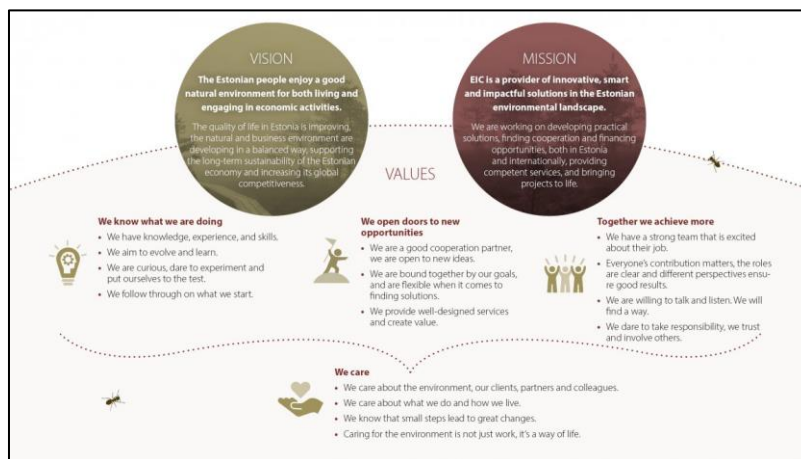 VISION
The Estonian people enjoy a good
natural environment for both living and
engaging in economic activities.
The quality of life in Estonia is improving,
the natural and business environment are
developing in a balanced way, supporting
the long-term sustainability of the Estonian
economy and increasing its global
competitiveness.
MISSION
EIC is a provider of innovative, smart
and impactful solutions in the Estonian
environmental landscape.
We are working on developing practical
solutions, finding cooperation and financing
opportunities, both in Estonia
and internationally, providing
competent services, and bringing
projects to life.
VALUES
We know what we are doing
• We have knowledge, experience, and skills.
• We aim to evolve and learn.
• We are curious, dare to experiment and
put ourselves to the test.
• We follow through on what we start.
We open doors to new
opportunities
• We are a good cooperation partner,
we are open to new ideas.
• We are bound together by our goals,
and are flexible when it comes to
finding solutions.
• We provide well-designed services
and create value.
Together we achieve more
• We have a strong team that is excited
about their job.
• Everyone's contribution matters, the roles
are clear and different perspectives ensu-
re good results.
• We are willing to talk and listen. We will
find a way.
• We dare to take responsibility, we trust
and involve others.
We care
• We care about the environment, our clients, partners and colleagues.
• We care about what we do and how we live.
• We know that small steps lead to great changes.
• Caring for the environment is not just work, it's a way of life.